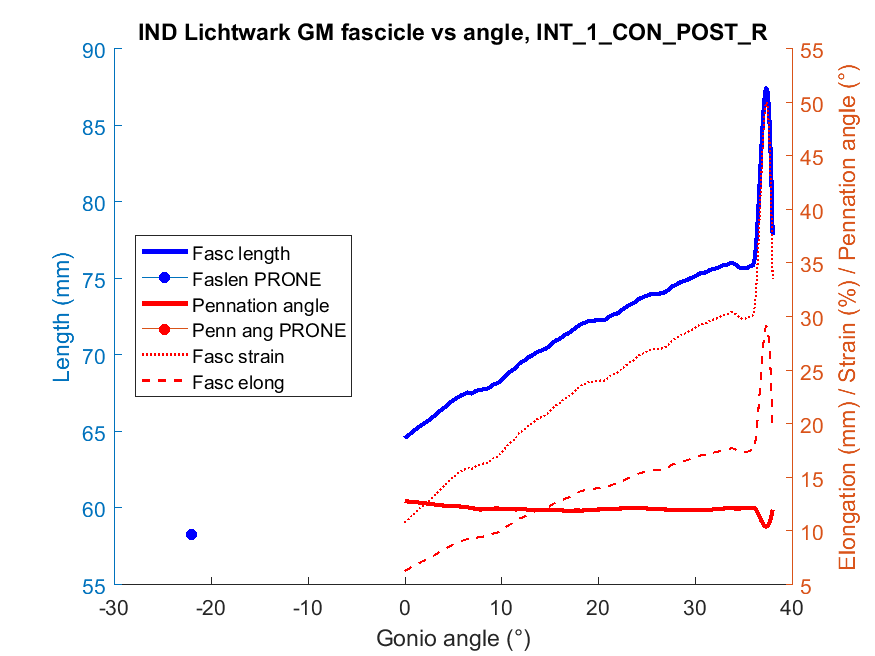 IND Lichtwark GM fascicle vs angle, INT_1_CON_POST_R
90
85
80
75
70
65
60
55
Length (mm)
55
50
45
40
35
30
25
20
15
10
5
Elongation (mm) / Strain (%) / Pennation angle (°)
Fasc length
Faslen PRONE
Pennation angle
Penn ang PRONE
Fasc strain
Fasc elong
-30
-20
-10
0
10
20
30
40
Gonio angle (°)